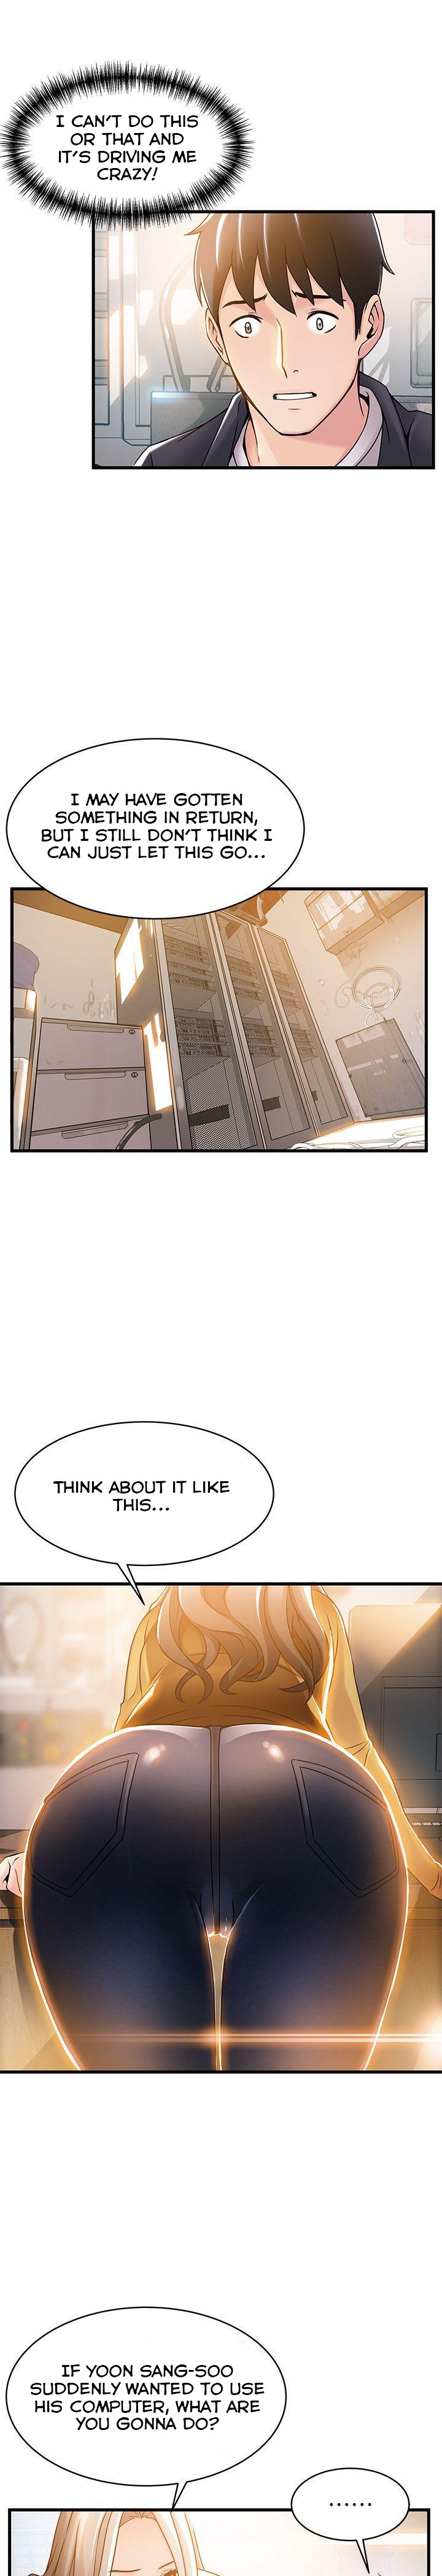 I CAN'T DO THIS
OR THAT AND
IT'S DRIVING ME
CRAZY!
I MAY HAVE GOTTEN
SOMETHING IN RETURN,
BUT I STILL DON'T THINK I
CAN JUST LET THIS GO...
THINK ABOUT IT LIKE
THIS...
IF YOON SANG-SOO
SUDDENLY WANTED TO USE
HIS COMPUTER, WHAT ARE
YOU GONNA DO?
......